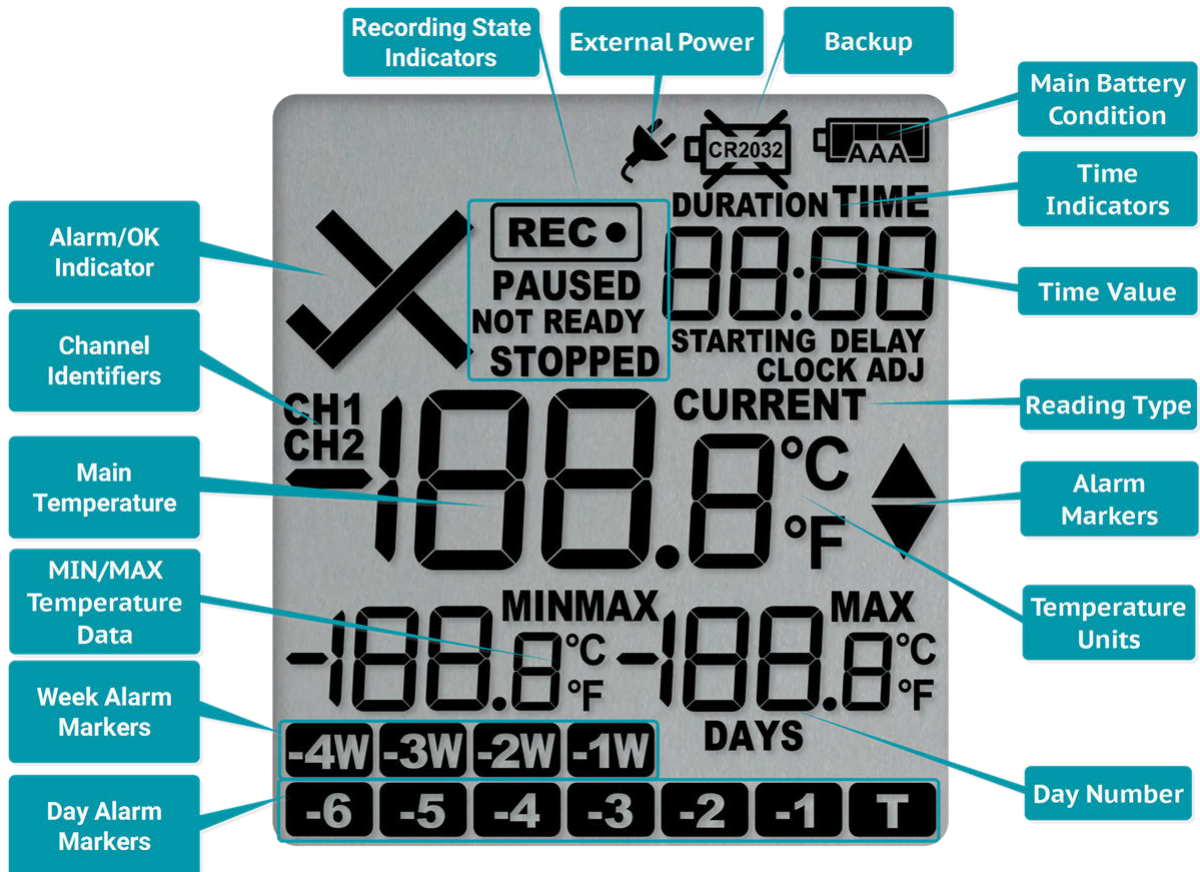 Recording State
Indicators
External Power
Backup
Main Battery
Condition
CR2032
AAA
Time
Indicators
DURATION TIME
Alarm/OK
Indicator
REC
PAUSED
NOT READY
STOPPED
88:88
Time Value
STARTING DELAY
CLOCK ADJ
Channel
Identifiers
CH1
CH2
CURRENT
Reading Type
Main
Temperature
-188.8
°C
°F
Alarm
Markers
MIN/MAX
Temperature
Data
MINMAX
MAX
-188.8
°C
°F
-188.8
°C
°F
Temperature
Units
Week Alarm
Markers
-4W -3W -2W -1W
DAYS
Day Number
Day Alarm
Markers
-6 -5 -4 -3 -2 -1 T